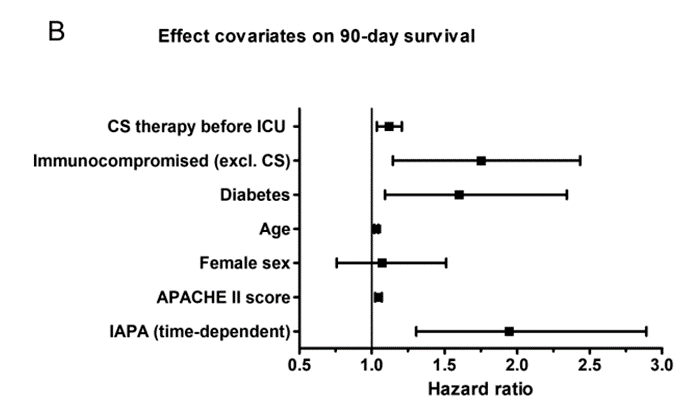 B
Effect covariates on 90-day survival
CS therapy before ICU
Immunocompromised (excl. CS)
Diabetes
Age
Female sex
APACHE II score
IAPA (time-dependent)
0.5 1.0 1.5 2.0 2.5 3.0
Hazard ratio